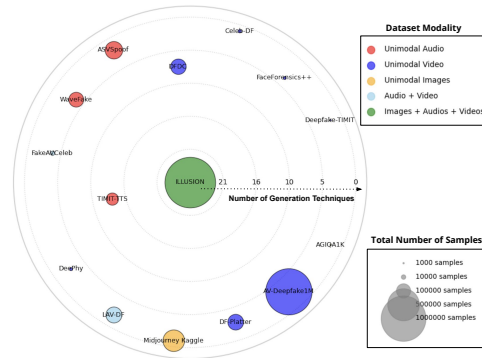 Celeb-DF
ASVSpoof
DFDC
FaceForensics++
WaveFake
Deepfake-TIMIT
FakeAVCeleb
ILLUSION
21 16 10 5 0
Number of Generation Techniques
TIMIT-TTS
AGIQA1K
DeePhy
AV-Deepfake1M
LAV-DF
DF-Platter
Midjourney Kaggle
Dataset Modality
Unimodal Audio
Unimodal Video
Unimodal Images
Audio + Video
Images + Audios + Videos
Total Number of Samples
1000 samples
10000 samples
100000 samples
500000 samples
1000000 samples